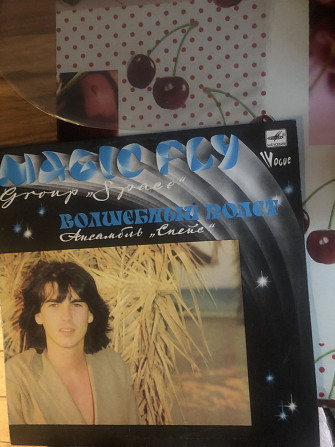 MAGIC FLY
Group „Space“
Vogue
ВОЛШЕБНЫЙ ПОЛЕТ
Ансамбль „Спейс“